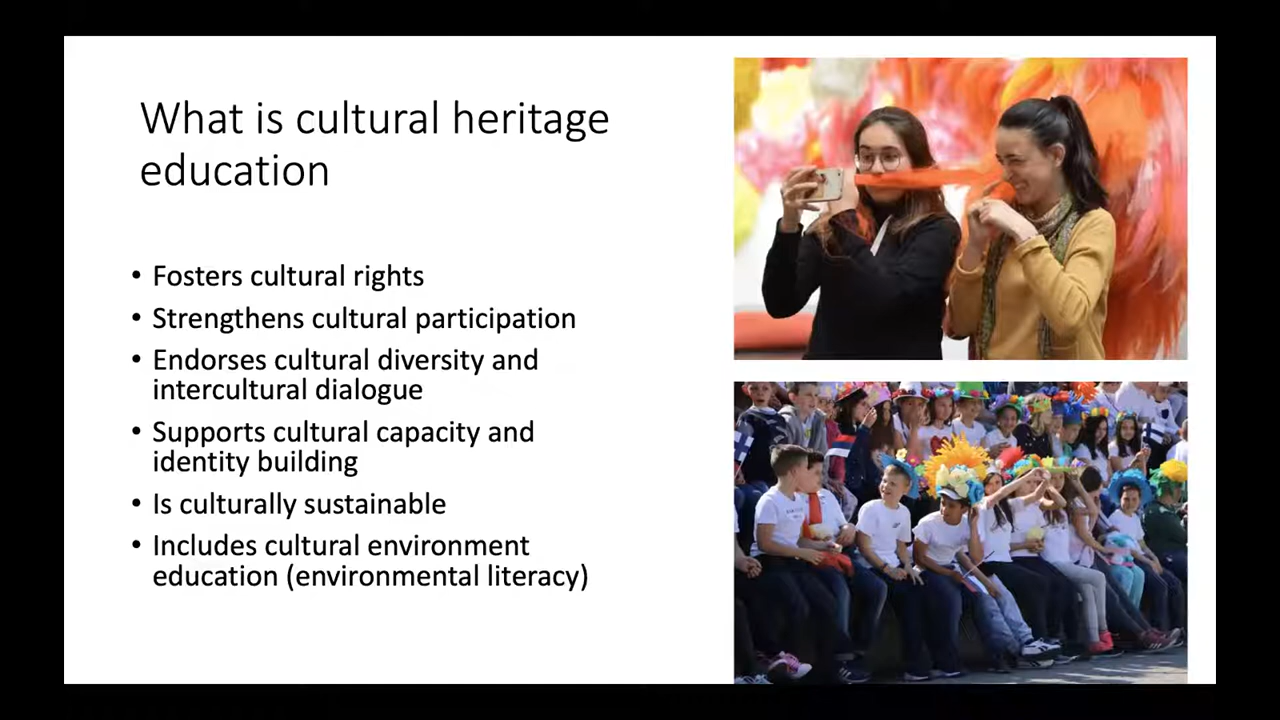 What is cultural heritage
education
• Fosters cultural rights
• Strengthens cultural participation
• Endorses cultural diversity and
intercultural dialogue
• Supports cultural capacity and
identity building
• Is culturally sustainable
• Includes cultural environment
education (environmental literacy)